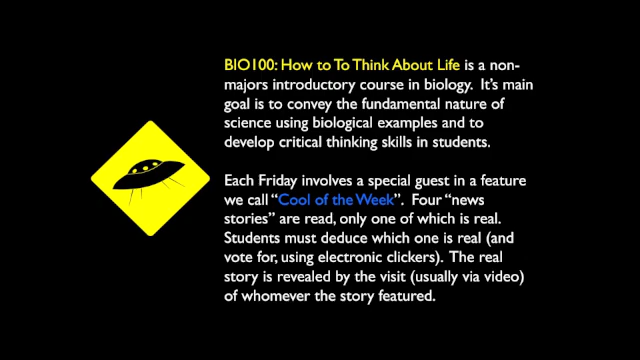 BIO100: How to To Think About Life is a non-
majors introductory course in biology.  It's main
goal is to convey the fundamental nature of
science using biological examples and to
develop critical thinking skills in students.
Each Friday involves a special guest in a feature
we call "Cool of the Week".  Four "news
stories" are read, only one of which is real.
Students must deduce which one is real (and
vote for, using electronic clickers).  The real
story is revealed by the visit (usually via video)
of whomever the story featured.